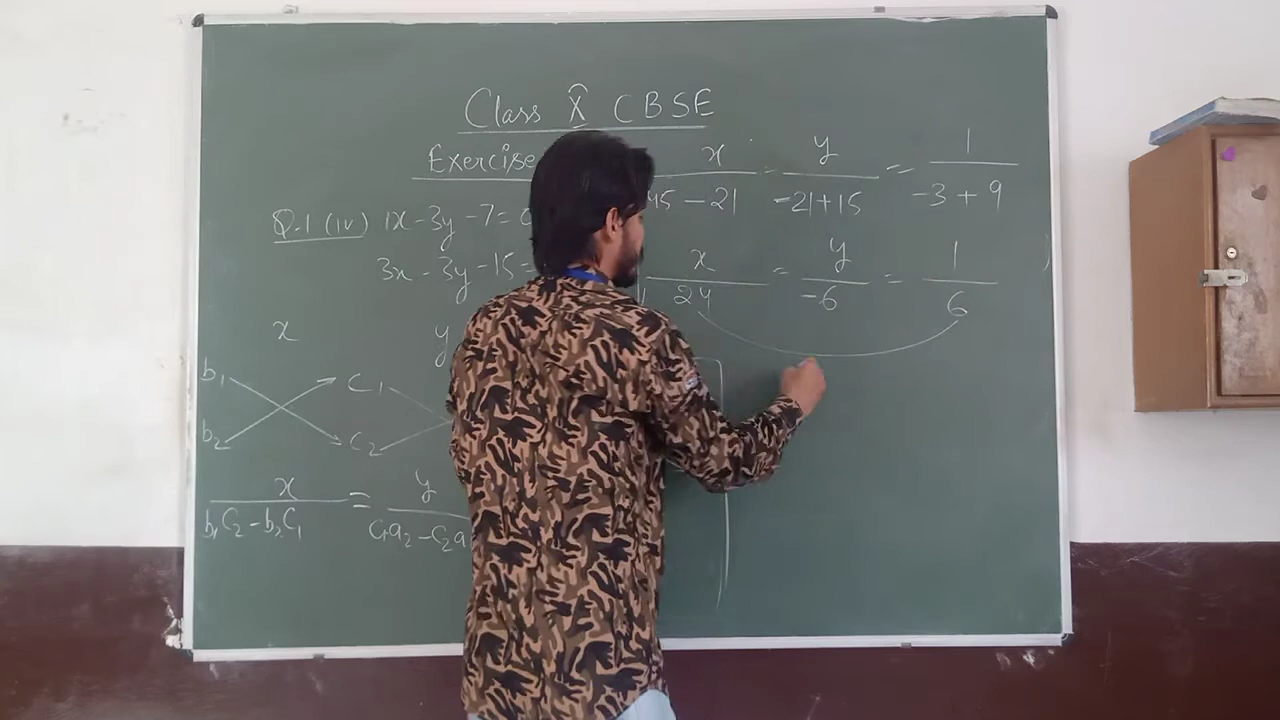 Class X CBSE
Exercise
Q.1 (iv) 1x - 3y - 7 = 0
3x - 3y - 15 =
x y
b1 c1
b2 c2
x/(b1c2 - b2c1) = y/(c1a2 - c2a
x/(45 - 21) = y/(-21 + 15) = 1/(-3 + 9)
x/24 = y/-6 = 1/6